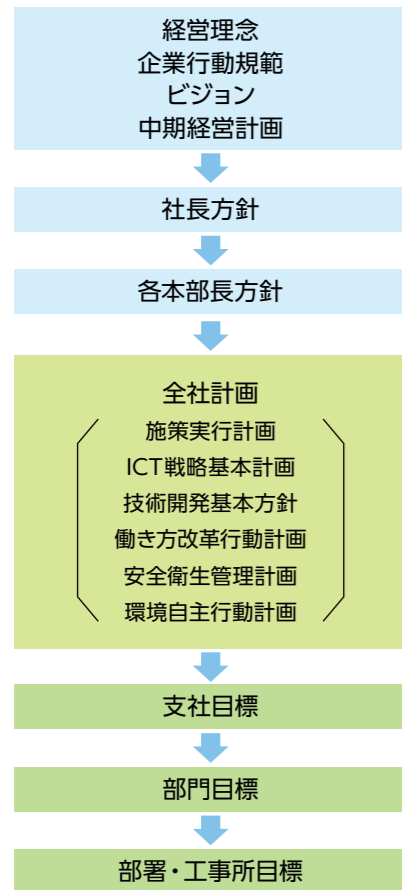 経営理念
企業行動規範
ビジョン
中期経営計画
社長方針
各本部長方針
全社計画
施策実行計画
ICT戦略基本計画
技術開発基本方針
働き方改革行動計画
安全衛生管理計画
環境自主行動計画
支社目標
部門目標
部署・工事所目標